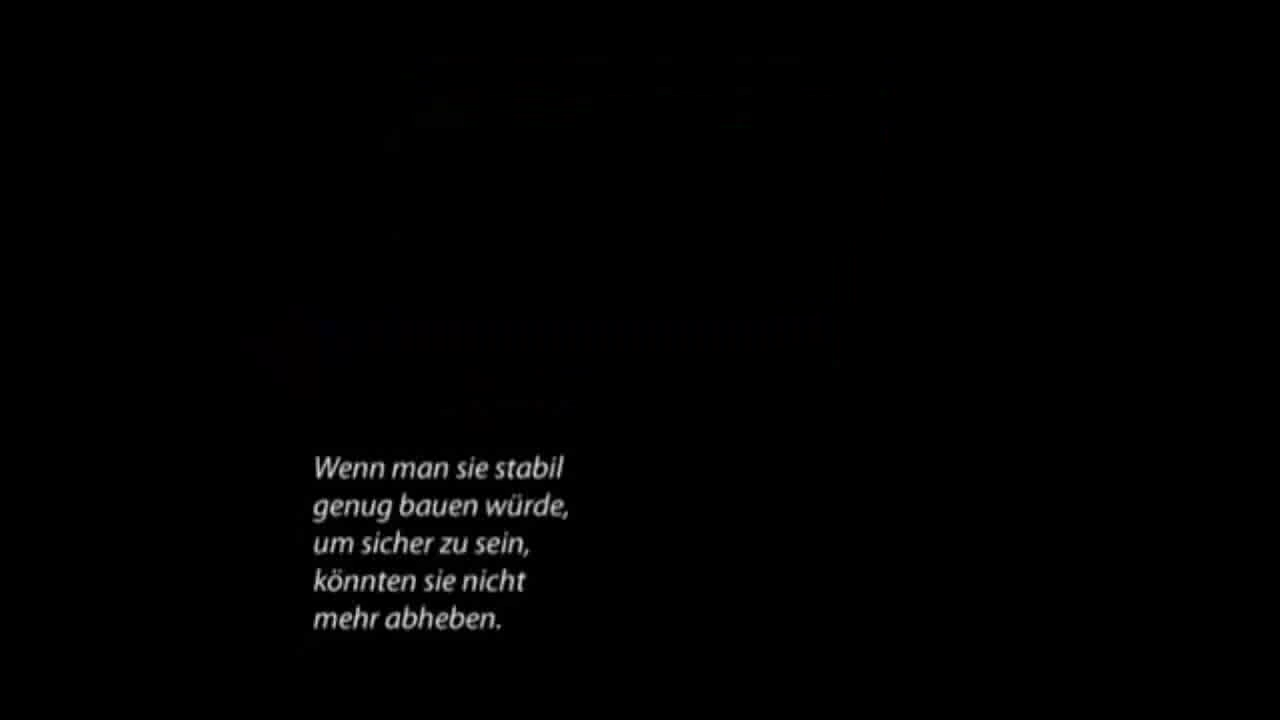 Wenn man sie stabil
genug bauen würde,
um sicher zu sein,
könnten sie nicht
mehr abheben.